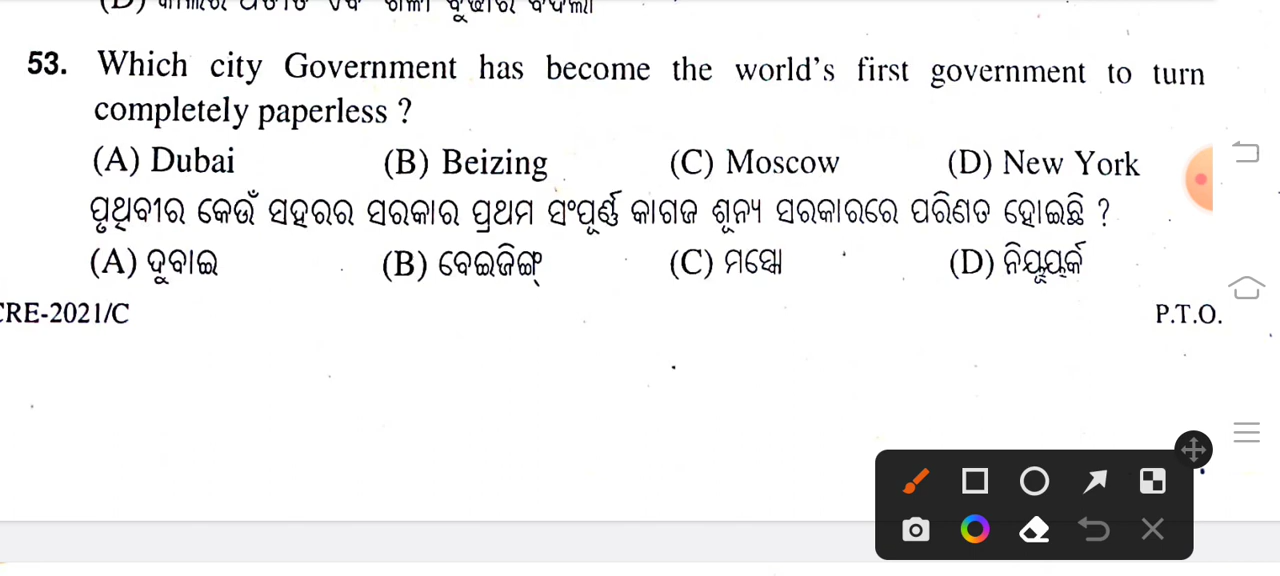 53. Which city Government has become the world's first government to turn
completely paperless ?
(A) Dubai (B) Beizing (C) Moscow (D) New York
ପୃଥିବୀର କେଉଁ ସହରର ସରକାର ପ୍ରଥମ ସଂପୂର୍ଣ୍ଣ କାଗଜ ଶୂନ୍ୟ ସରକାରରେ ପରିଣତ ହୋଇଛି ?
(A) ଦୁବାଇ (B) ବେଇଜିଙ୍ଗ୍ (C) ମସ୍କୋ (D) ନିୟୁୟର୍କ
CRE-2021/C P.T.O.